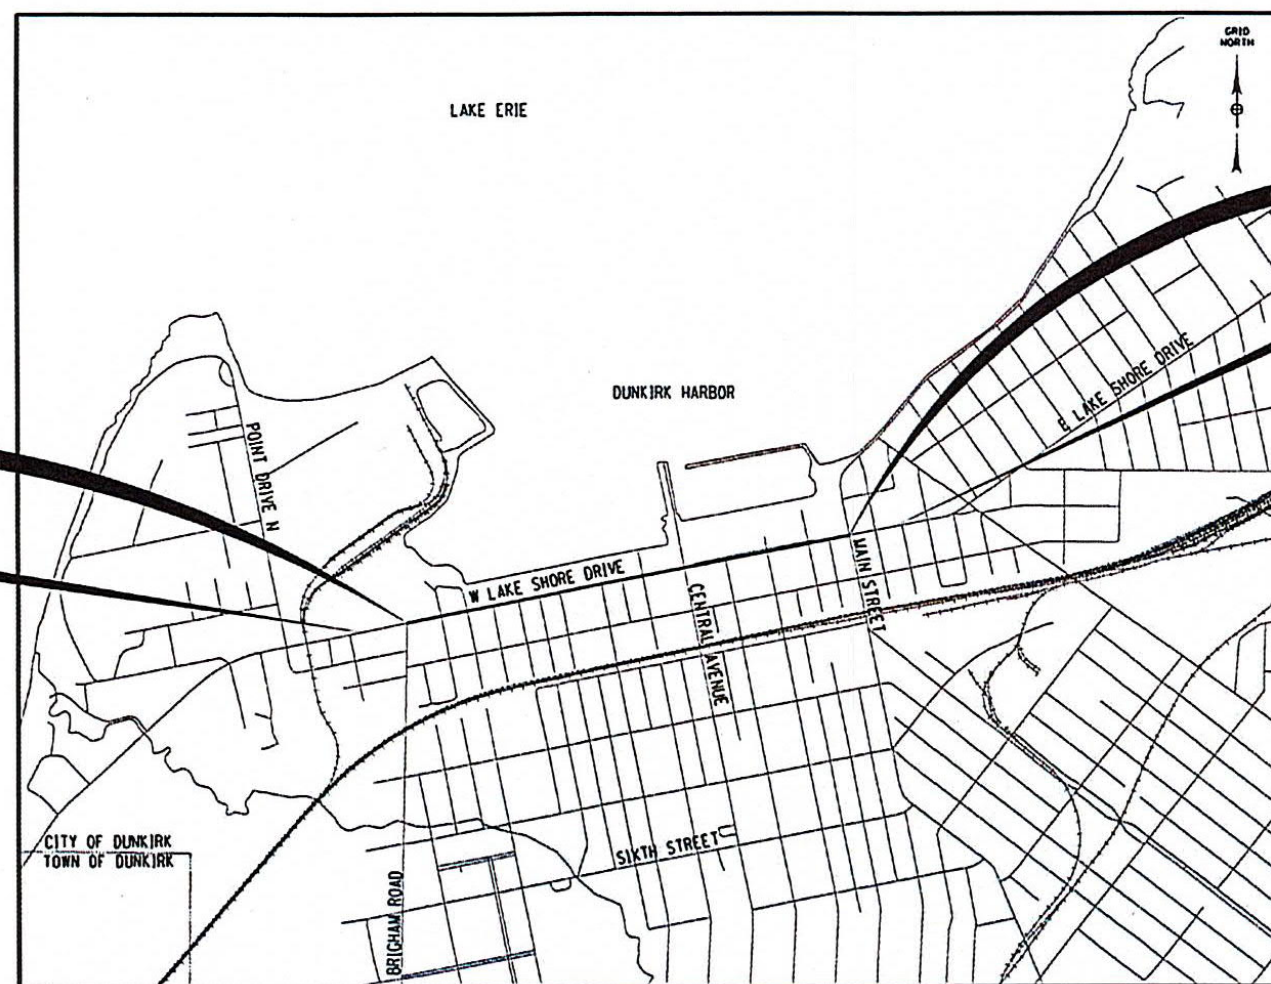 GRID
NORTH
LAKE ERIE
DUNKIRK HARBOR
E LAKE SHORE DRIVE
POINT DRIVE N
W LAKE SHORE DRIVE
MAIN STREET
CENTRAL AVENUE
SIXTH STREET
CITY OF DUNKIRK
TOWN OF DUNKIRK
BRIGHAM ROAD